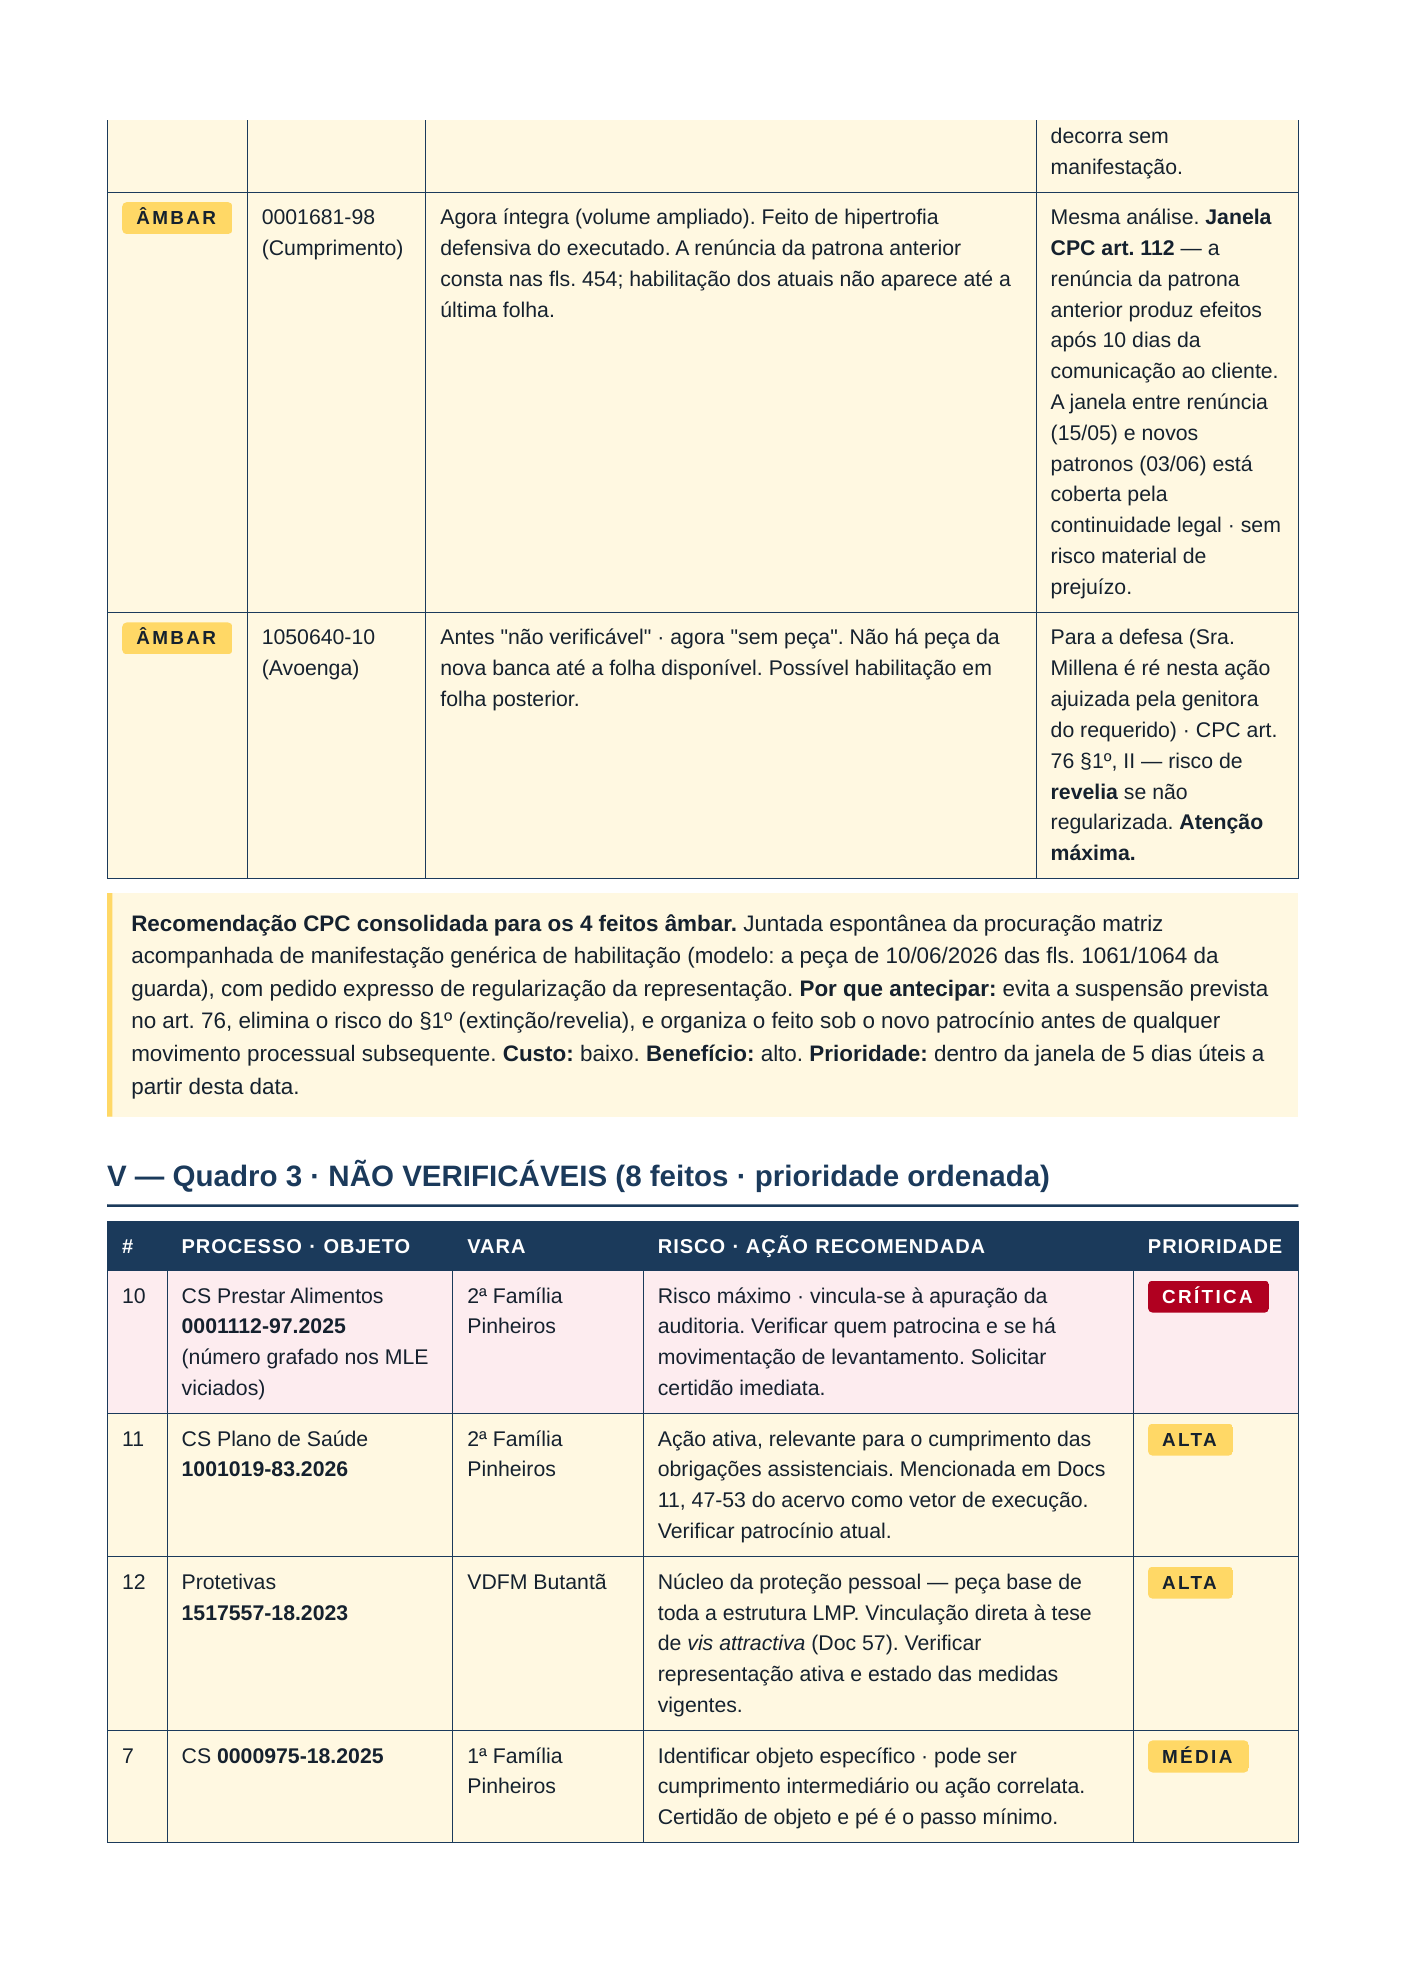 decorra sem
manifestação.
ÂMBAR
0001681-98
(Cumprimento)
Agora íntegra (volume ampliado). Feito de hipertrofia
defensiva do executado. A renúncia da patrona anterior
consta nas fls. 454; habilitação dos atuais não aparece até a
última folha.
Mesma análise. Janela
CPC art. 112 — a
renúncia da patrona
anterior produz efeitos
após 10 dias da
comunicação ao cliente.
A janela entre renúncia
(15/05) e novos
patronos (03/06) está
coberta pela
continuidade legal · sem
risco material de
prejuízo.
ÂMBAR
1050640-10
(Avoenga)
Antes "não verificável" · agora "sem peça". Não há peça da
nova banca até a folha disponível. Possível habilitação em
folha posterior.
Para a defesa (Sra.
Millena é ré nesta ação
ajuizada pela genitora
do requerido) · CPC art.
76 §1º, II — risco de
revelia se não
regularizada. Atenção
máxima.
Recomendação CPC consolidada para os 4 feitos âmbar. Juntada espontânea da procuração matriz
acompanhada de manifestação genérica de habilitação (modelo: a peça de 10/06/2026 das fls. 1061/1064 da
guarda), com pedido expresso de regularização da representação. Por que antecipar: evita a suspensão prevista
no art. 76, elimina o risco do §1º (extinção/revelia), e organiza o feito sob o novo patrocínio antes de qualquer
movimento processual subsequente. Custo: baixo. Benefício: alto. Prioridade: dentro da janela de 5 dias úteis a
partir desta data.
V — Quadro 3 · NÃO VERIFICÁVEIS (8 feitos · prioridade ordenada)
# PROCESSO · OBJETO VARA RISCO · AÇÃO RECOMENDADA PRIORIDADE
10
CS Prestar Alimentos
0001112-97.2025
(número grafado nos MLE
viciados)
2ª Família
Pinheiros
Risco máximo · vincula-se à apuração da
auditoria. Verificar quem patrocina e se há
movimentação de levantamento. Solicitar
certidão imediata.
CRÍTICA
11
CS Plano de Saúde
1001019-83.2026
2ª Família
Pinheiros
Ação ativa, relevante para o cumprimento das
obrigações assistenciais. Mencionada em Docs
11, 47-53 do acervo como vetor de execução.
Verificar patrocínio atual.
ALTA
12
Protetivas
1517557-18.2023
VDFM Butantã
Núcleo da proteção pessoal — peça base de
toda a estrutura LMP. Vinculação direta à tese
de vis attractiva (Doc 57). Verificar
representação ativa e estado das medidas
vigentes.
ALTA
7
CS 0000975-18.2025
1ª Família
Pinheiros
Identificar objeto específico · pode ser
cumprimento intermediário ou ação correlata.
Certidão de objeto e pé é o passo mínimo.
MÉDIA